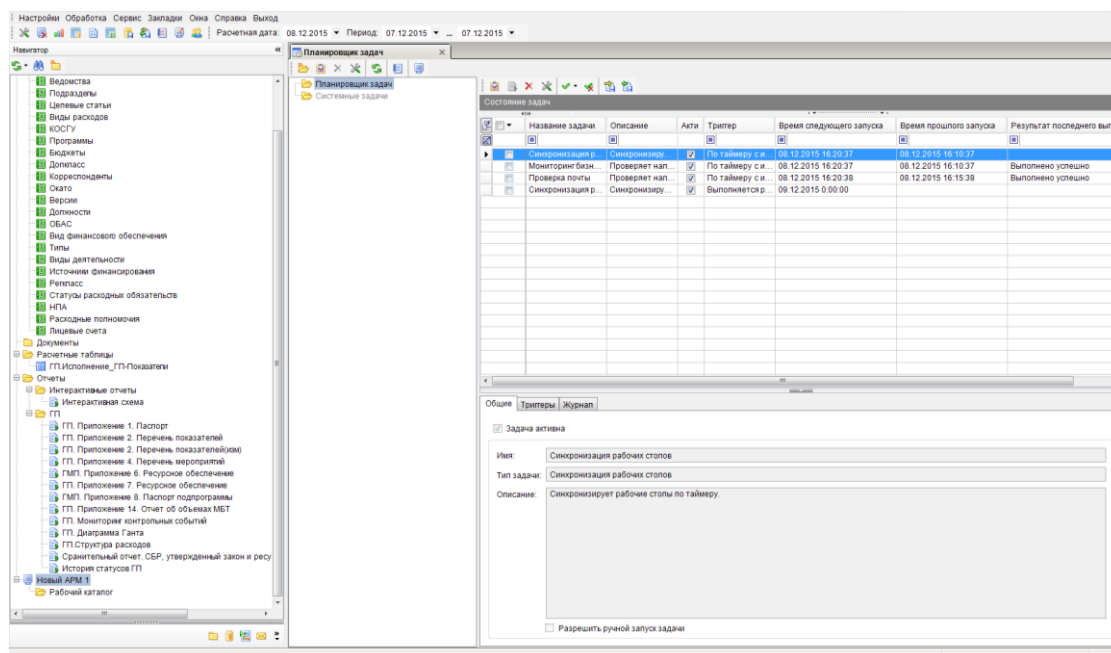 Настройки Обработка Сервис Закладки Окна Справка Выход
Расчетная дата: 08.12.2015 Период: 07.12.2015 ... 07.12.2015
Навигатор
Ведомства
Подразделы
Целевые статьи
Виды расходов
КОСГУ
Программы
Бюджеты
Допкласс
Корреспонденты
Окато
Версии
Должности
ОБАС
Вид финансового обеспечения
Типы
Виды деятельности
Источники финансирования
Регкласс
Статусы расходных обязательств
НПА
Расходные полномочия
Лицевые счета
Документы
Расчетные таблицы
ГП.Исполнение_ГП-Показатели
Отчеты
Интерактивные отчеты
Интерактивная схема
ГП
ГП. Приложение 1. Паспорт
ГП. Приложение 2. Перечень показателей
ГП. Приложение 2. Перечень показателей(изм)
ГП. Приложение 4. Перечень мероприятий
ГМП. Приложение 6. Ресурсное обеспечение
ГП. Приложение 7. Ресурсное обеспечение
ГМП. Приложение 8. Паспорт подпрограммы
ГП. Приложение 14. Отчет об объемах МБТ
ГП. Мониторинг контрольных событий
ГП. Диаграмма Ганта
ГП.Структура расходов
Сравнительный отчет. СБР, утвержденный закон и ресу
История статусов ГП
Новый АРМ 1
Рабочий каталог
Планировщик задач
Планировщик задач
Системные задачи
Состояние задач
Название задачи Описание Акти Триггер Время следующего запуска Время прошлого запуска Результат последнего вып
Синхронизация р... Синхронизиру... По таймеру с и... 08.12.2015 16:20:37 08.12.2015 16:10:37
Мониторинг бизн... Проверяет нал... По таймеру с и... 08.12.2015 16:20:37 08.12.2015 16:10:37 Выполнено успешно
Проверка почты Проверяет нал... По таймеру с и... 08.12.2015 16:20:38 08.12.2015 16:15:38 Выполнено успешно
Синхронизация р... Синхронизиру... Выполняется р... 09.12.2015 0:00:00
Общие Триггеры Журнал
Задача активна
Имя: Синхронизация рабочих столов
Тип задачи: Синхронизация рабочих столов
Описание: Синхронизирует рабочие столы по таймеру.
Разрешить ручной запуск задачи